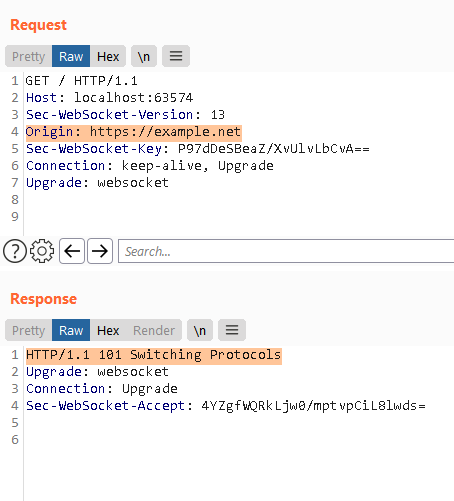 Request
Pretty Raw Hex \n
1 GET / HTTP/1.1
2 Host: localhost:63574
3 Sec-WebSocket-Version: 13
4 Origin: https://example.net
5 Sec-WebSocket-Key: P97dDeSBeaZ/XvUlvLbCvA==
6 Connection: keep-alive, Upgrade
7 Upgrade: websocket
8
9
? Search...
Response
Pretty Raw Hex Render \n
1 HTTP/1.1 101 Switching Protocols
2 Upgrade: websocket
3 Connection: Upgrade
4 Sec-WebSocket-Accept: 4YZgfWQRkLjw0/mptvpCiL8lwds=
5
6